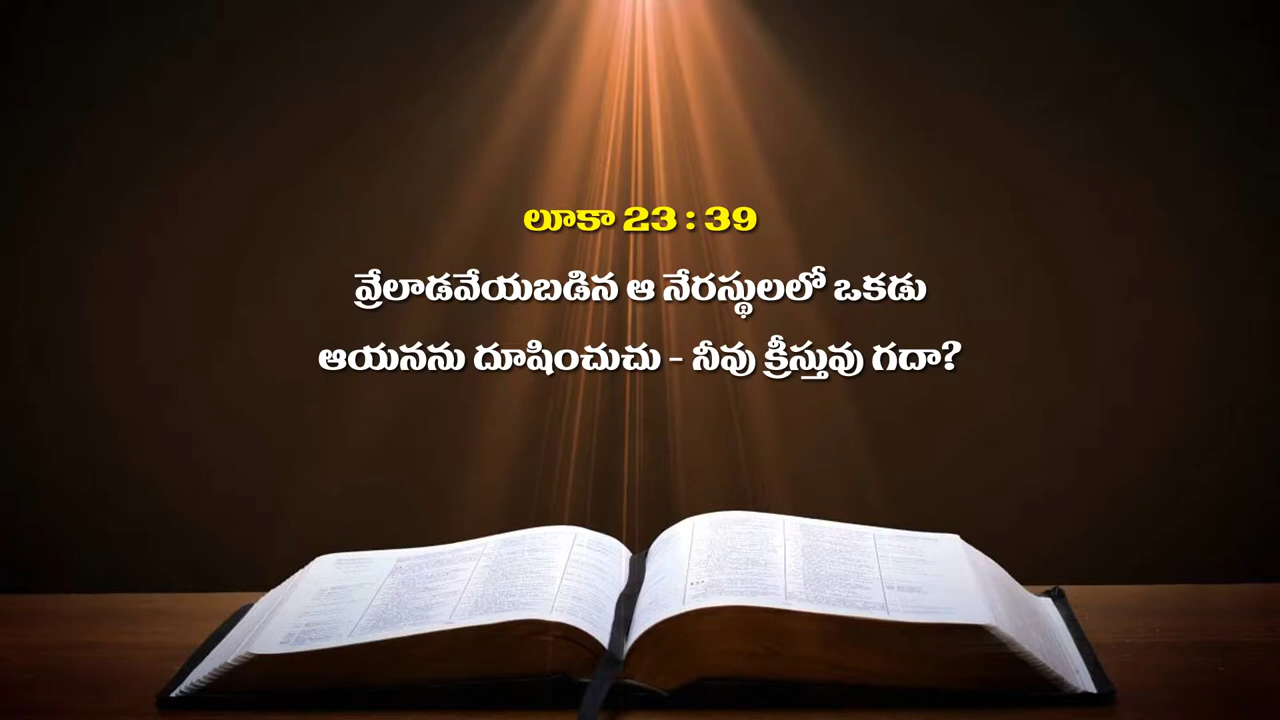 లూకా 23 : 39
వ్రేలాడవేయబడిన ఆ నేరస్థులలో ఒకడు
ఆయనను దూషించుచు - నీవు క్రీస్తువు గదా?